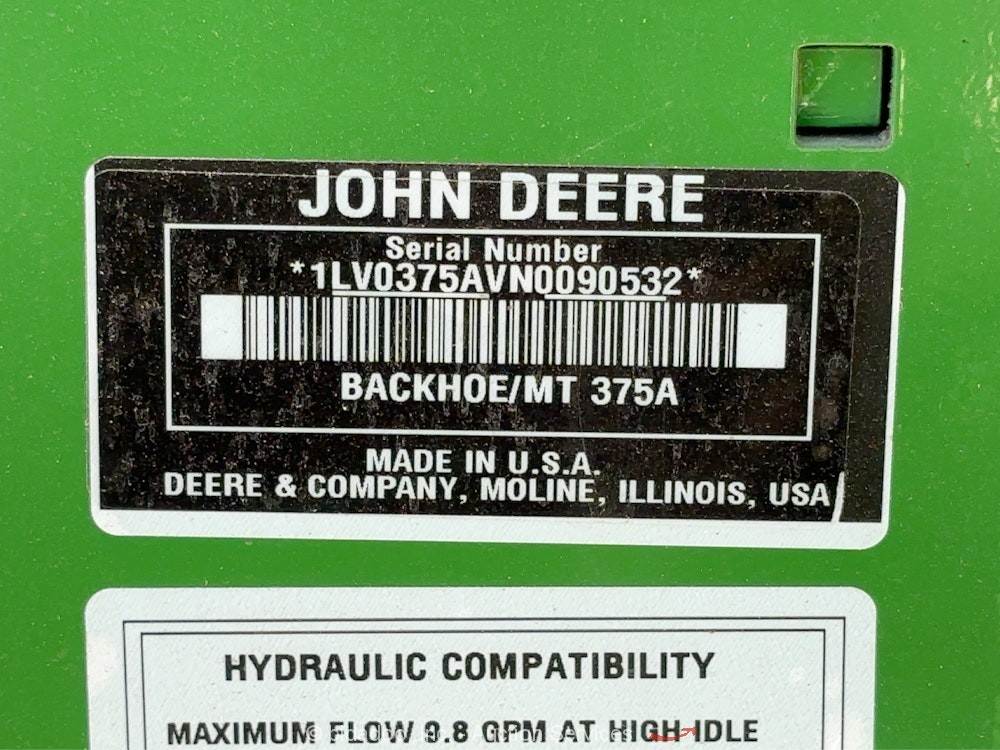 JOHN DEERE
Serial Number
*1LV0375AVN0090532*
BACKHOE/MT 375A
MADE IN U.S.A.
DEERE & COMPANY, MOLINE, ILLINOIS, USA
HYDRAULIC COMPATIBILITY
MAXIMUM FLOW 9.8 GPM AT HIGH IDLE